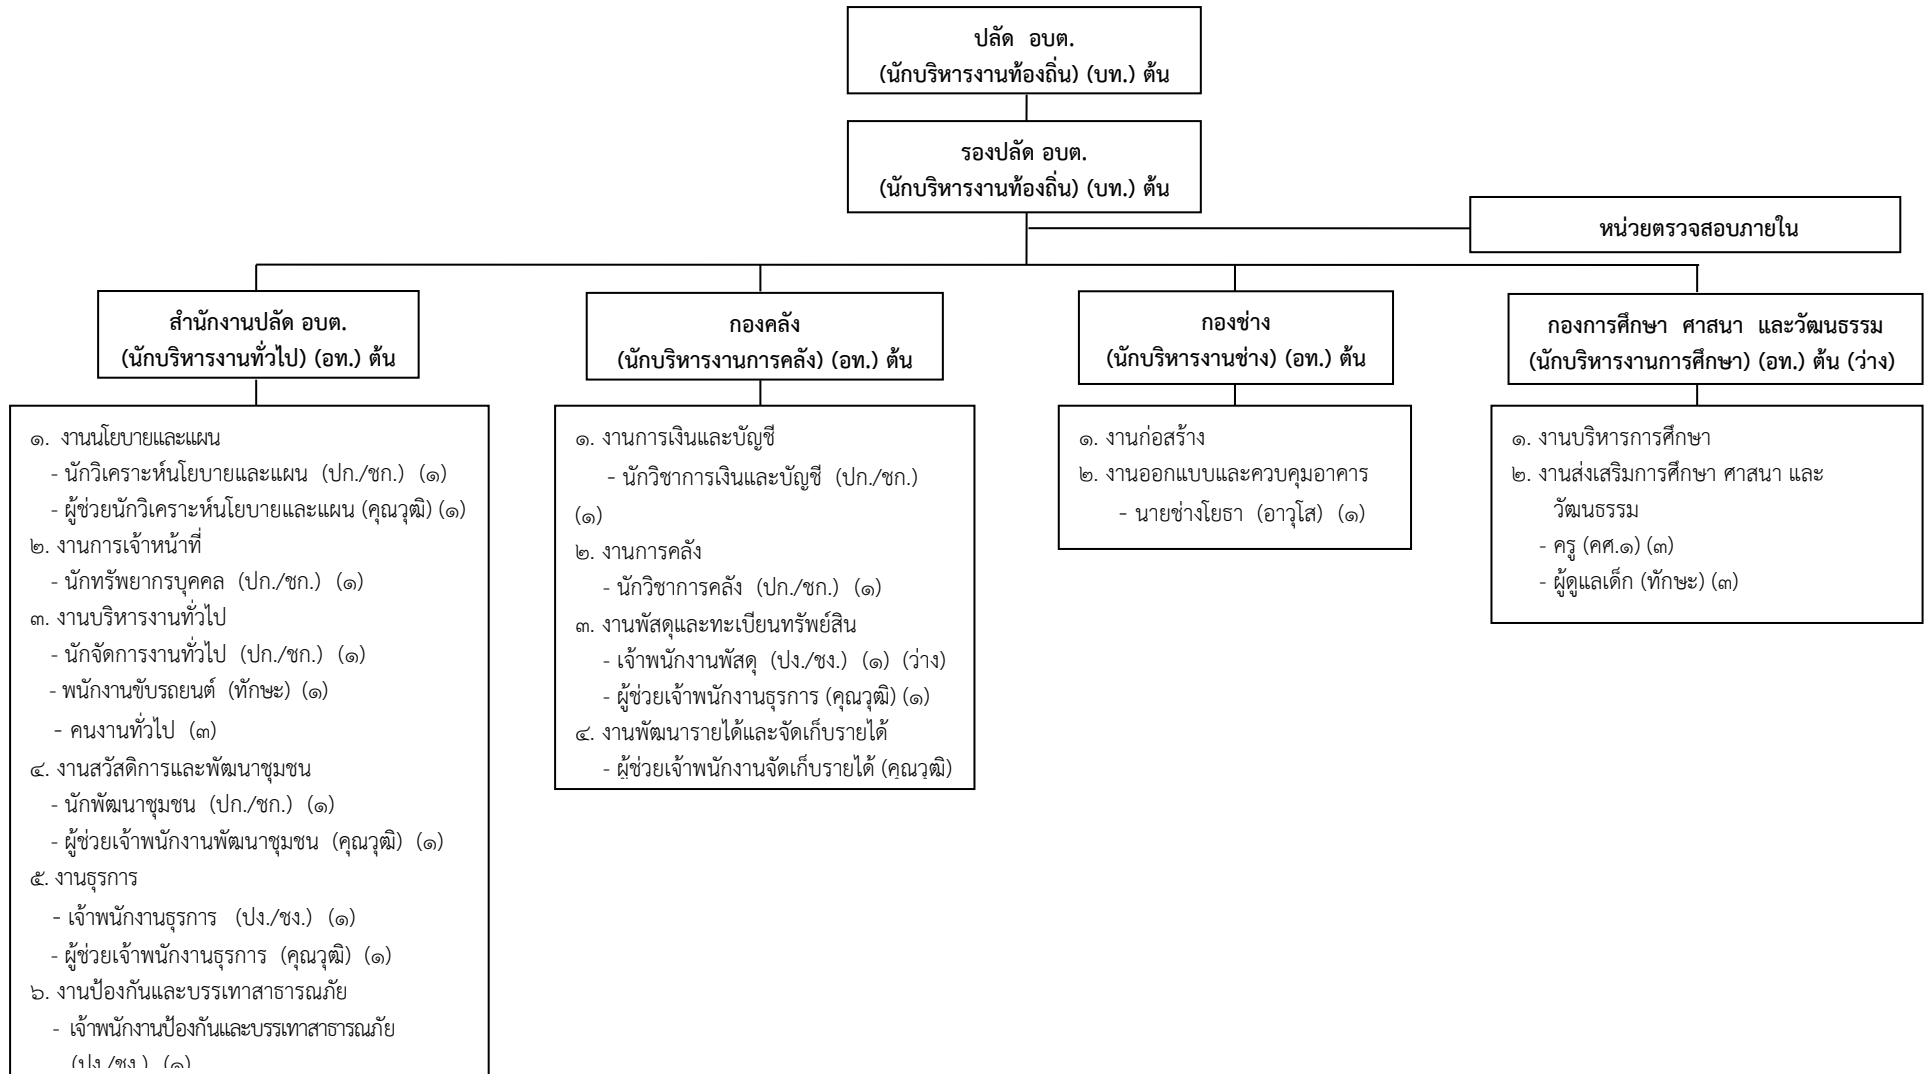 ปลัด อบต.
(นักบริหารงานท้องถิ่น) (บท.) ต้น
รองปลัด อบต.
(นักบริหารงานท้องถิ่น) (บท.) ต้น
หน่วยตรวจสอบภายใน
สำนักงานปลัด อบต.
(นักบริหารงานทั่วไป) (อท.) ต้น
๑. งานนโยบายและแผน
- นักวิเคราะห์นโยบายและแผน (ปก./ชก.) (๑)
- ผู้ช่วยนักวิเคราะห์นโยบายและแผน (คุณวุฒิ) (๑)
๒. งานการเจ้าหน้าที่
- นักทรัพยากรบุคคล (ปก./ชก.) (๑)
๓. งานบริหารงานทั่วไป
- นักจัดการงานทั่วไป (ปก./ชก.) (๑)
- พนักงานขับรถยนต์ (ทักษะ) (๑)
- คนงานทั่วไป (๓)
๔. งานสวัสดิการและพัฒนาชุมชน
- นักพัฒนาชุมชน (ปก./ชก.) (๑)
- ผู้ช่วยเจ้าพนักงานพัฒนาชุมชน (คุณวุฒิ) (๑)
๕. งานธุรการ
- เจ้าพนักงานธุรการ (ปง./ชง.) (๑)
- ผู้ช่วยเจ้าพนักงานธุรการ (คุณวุฒิ) (๑)
๖. งานป้องกันและบรรเทาสาธารณภัย
- เจ้าพนักงานป้องกันและบรรเทาสาธารณภัย
(ปง./ชง.) (๑)
กองคลัง
(นักบริหารงานการคลัง) (อท.) ต้น
๑. งานการเงินและบัญชี
- นักวิชาการเงินและบัญชี (ปก./ชก.)
(๑)
๒. งานการคลัง
- นักวิชาการคลัง (ปก./ชก.) (๑)
๓. งานพัสดุและทะเบียนทรัพย์สิน
- เจ้าพนักงานพัสดุ (ปง./ชง.) (๑) (ว่าง)
- ผู้ช่วยเจ้าพนักงานธุรการ (คุณวุฒิ) (๑)
๔. งานพัฒนารายได้และจัดเก็บรายได้
- ผู้ช่วยเจ้าพนักงานจัดเก็บรายได้ (คุณวุฒิ)
กองช่าง
(นักบริหารงานช่าง) (อท.) ต้น
๑. งานก่อสร้าง
๒. งานออกแบบและควบคุมอาคาร
- นายช่างโยธา (อาวุโส) (๑)
กองการศึกษา ศาสนา และวัฒนธรรม
(นักบริหารงานการศึกษา) (อท.) ต้น (ว่าง)
๑. งานบริหารการศึกษา
๒. งานส่งเสริมการศึกษา ศาสนา และ
วัฒนธรรม
- ครู (คศ.๑) (๓)
- ผู้ดูแลเด็ก (ทักษะ) (๓)